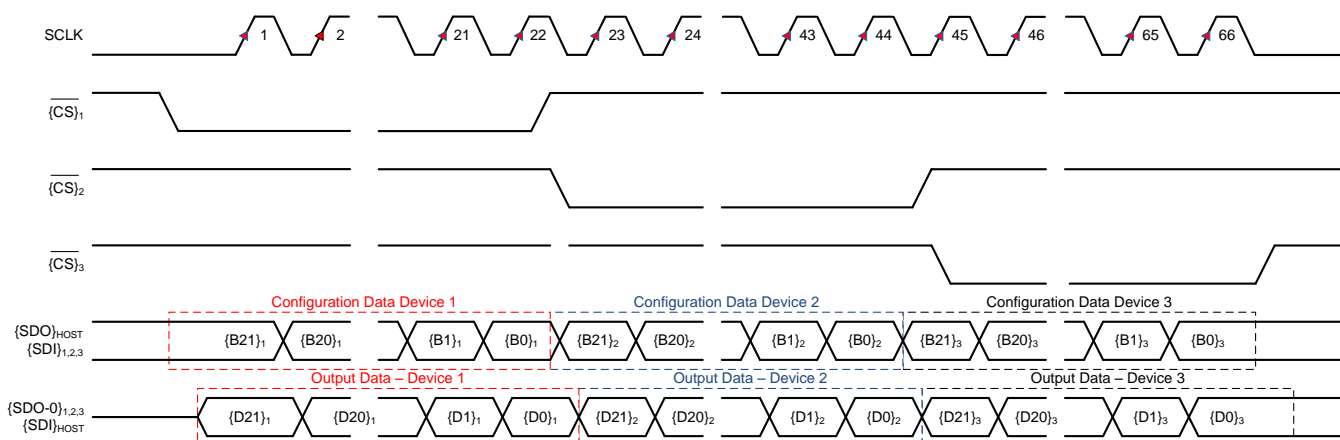 SCLK 1 2 21 22 23 24 43 44 45 46 65 66
{CS}1
{CS}2
{CS}3
Configuration Data Device 1 Configuration Data Device 2 Configuration Data Device 3
{SDO}HOST
{SDI}1,2,3
{B21}1 {B20}1 {B1}1 {B0}1 {B21}2 {B20}2 {B1}2 {B0}2 {B21}3 {B20}3 {B1}3 {B0}3
Output Data – Device 1 Output Data – Device 2 Output Data – Device 3
{SDO-0}1,2,3
{SDI}HOST
{D21}1 {D20}1 {D1}1 {D0}1 {D21}2 {D20}2 {D1}2 {D0}2 {D21}3 {D20}3 {D1}3 {D0}3